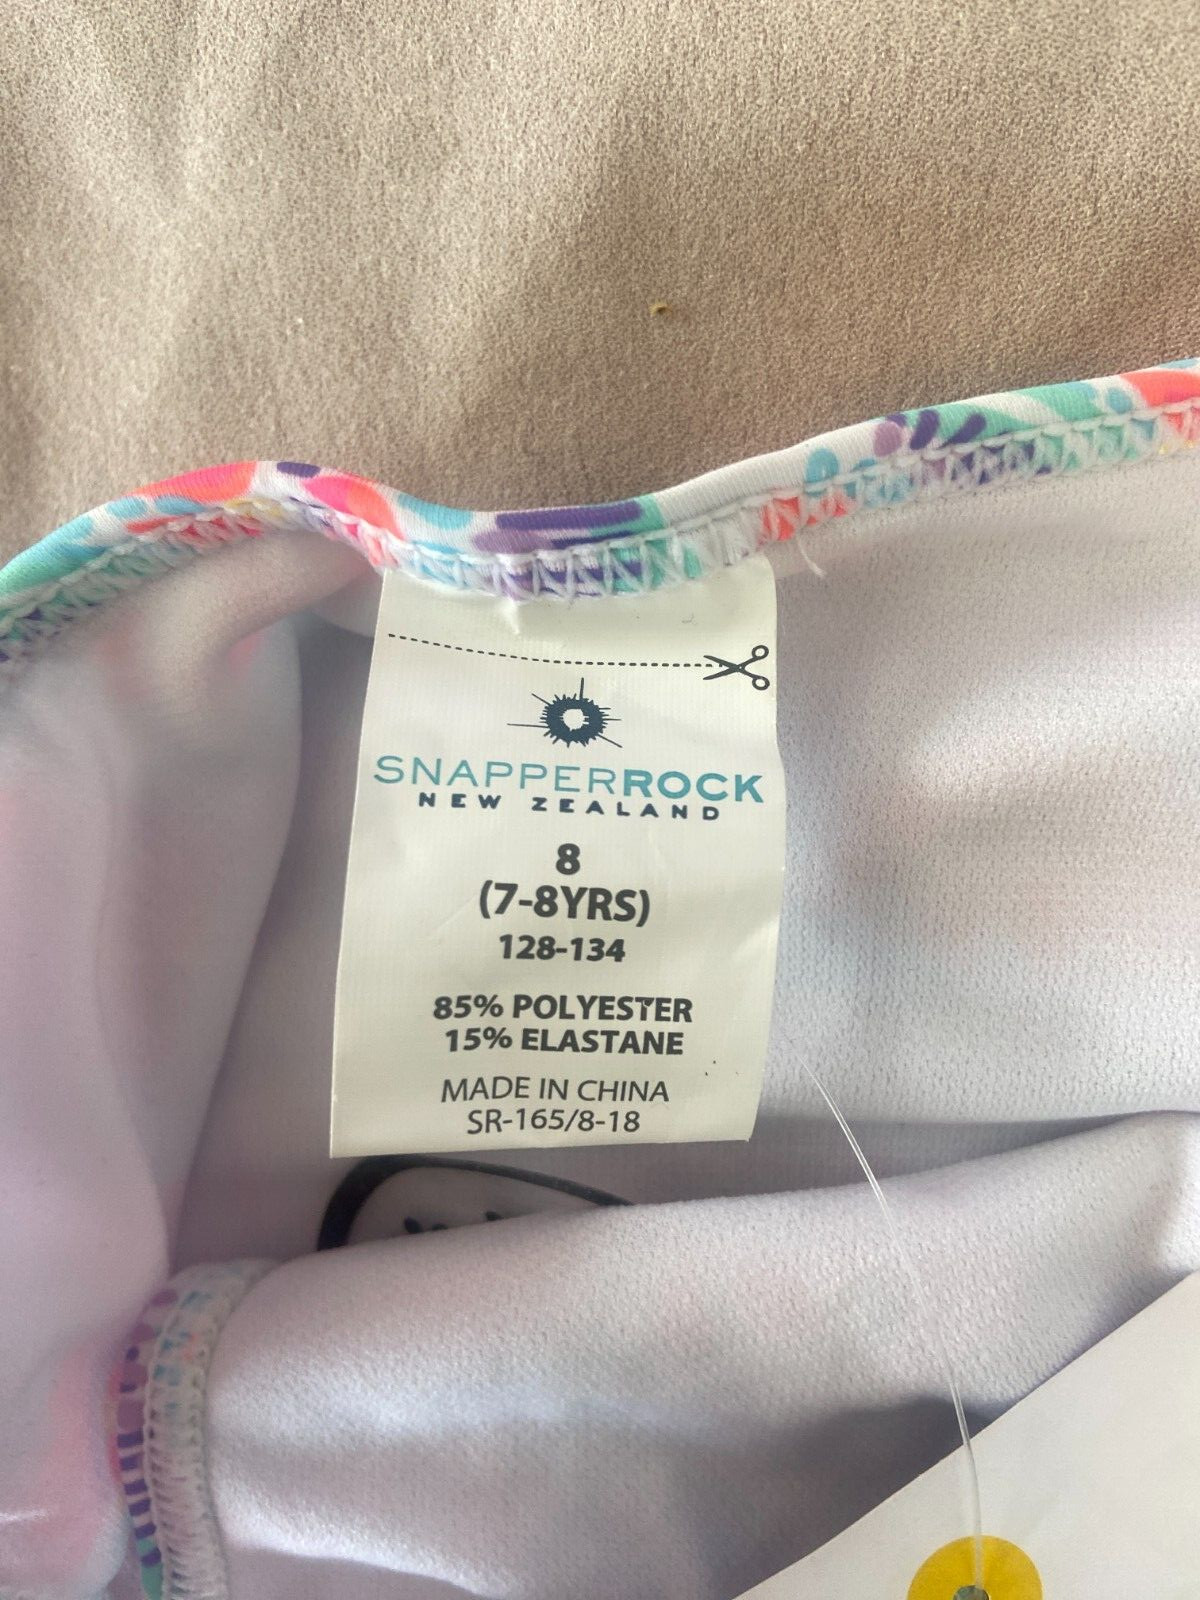 SNAPPERROCK
NEW ZEALAND
8
(7-8YRS)
128-134
85% POLYESTER
15% ELASTANE
MADE IN CHINA
SR-165/8-18